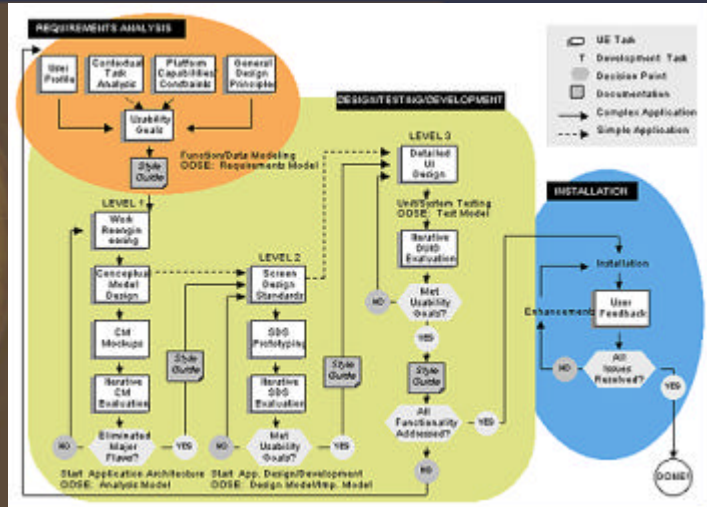 REQUIREMENTS ANALYSIS
User
Profile
Contextual
Task
Analysis
Platform
Capabilities/
Constraints
General
Design
Principles
Usability
Goals
Style
Guide
Function/Data Modeling
OOSE: Requirements Model
UE Task
T Development Task
Decision Point
Documentation
Complex Application
Simple Application
DESIGN/TESTING/DEVELOPMENT
LEVEL 1
Work
Reengin-
eering
Conceptual
Model
Design
CM
Mockups
Iterative
CM
Evaluation
Eliminated
Major
Flaws?
NO
YES
Style
Guide
Start Application Architecture
OOSE: Analysis Model
LEVEL 2
Screen
Design
Standards
SDS
Prototyping
Iterative
SDS
Evaluation
Met
Usability
Goals?
NO
YES
Style
Guide
Start App. Design/Development
OOSE: Design Model/Imp. Model
LEVEL 3
Detailed
UI
Design
Unit/System Testing
OOSE: Test Model
Iterative
DUID
Evaluation
Met
Usability
Goals?
NO
YES
Style
Guide
All
Functionality
Addressed?
YES
NO
INSTALLATION
Installation
Enhancements
User
Feedback
All
Issues
Resolved?
NO
YES
DONE!